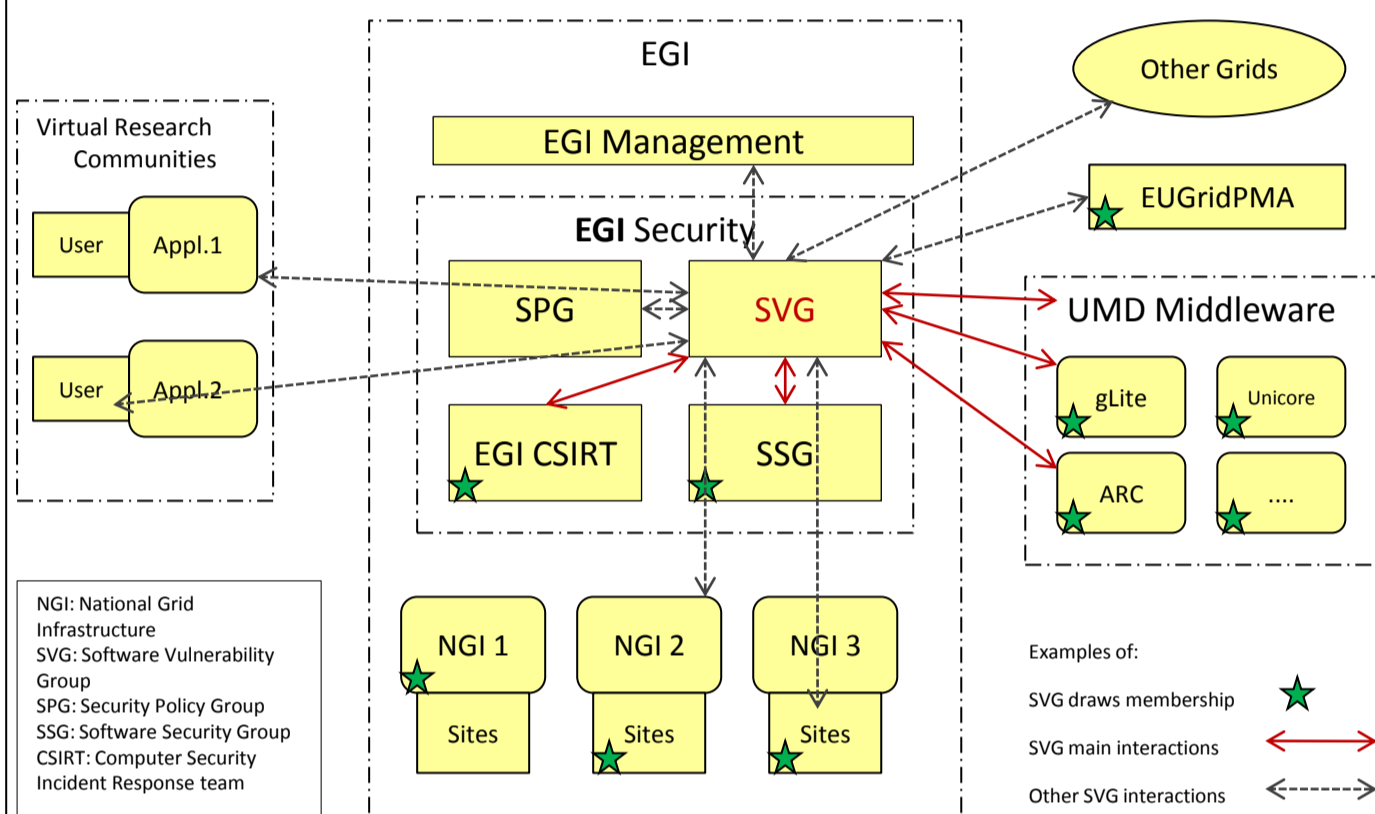 EGI
Other Grids
Virtual Research
Communities
EGI Management
EUGridPMA
EGI Security
User
Appl.1
SPG
SVG
UMD Middleware
User
Appl.2
gLite
Unicore
EGI CSIRT
SSG
ARC
....
NGI: National Grid
Infrastructure
SVG: Software Vulnerability
Group
SPG: Security Policy Group
SSG: Software Security Group
CSIRT: Computer Security
Incident Response team
NGI 1
NGI 2
NGI 3
Sites
Sites
Sites
Examples of:
SVG draws membership
SVG main interactions
Other SVG interactions